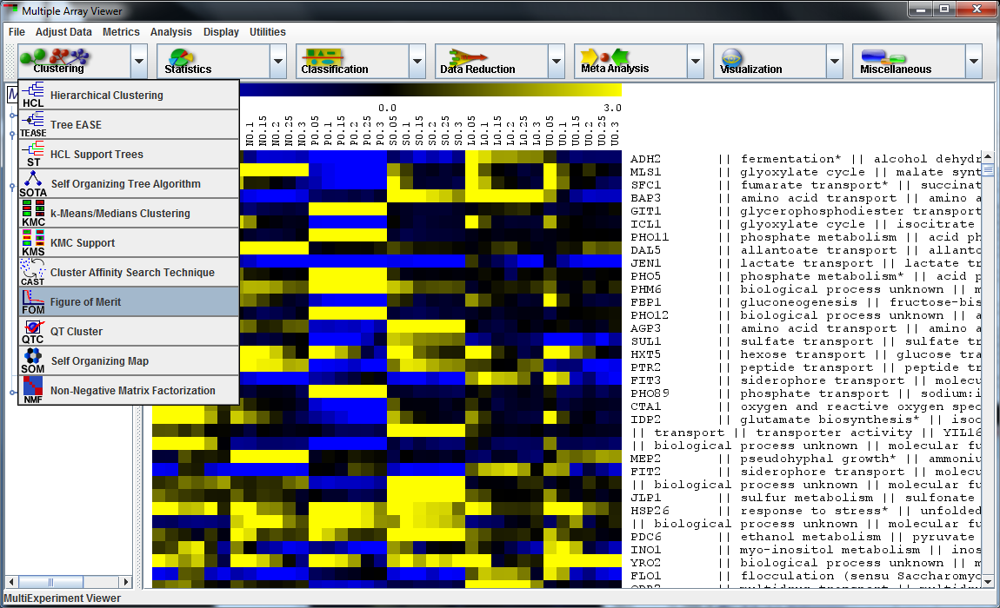 Multiple Array Viewer
File Adjust Data Metrics Analysis Display Utilities
Clustering Statistics Classification Data Reduction Meta Analysis Visualization Miscellaneous
HCL Hierarchical Clustering
TEASE Tree EASE
ST HCL Support Trees
SOTA Self Organizing Tree Algorithm
KMC k-Means/Medians Clustering
KMS KMC Support
CAST Cluster Affinity Search Technique
FOM Figure of Merit
QTC QT Cluster
SOM Self Organizing Map
NMF Non-Negative Matrix Factorization
0.0 3.0
N0.1 N0.15 N0.2 N0.25 N0.3 P0.05 P0.1 P0.15 P0.2 P0.25 P0.3 S0.05 S0.1 S0.15 S0.2 S0.25 S0.3 L0.05 L0.1 L0.15 L0.2 L0.25 L0.3 U0.05 U0.1 U0.15 U0.2 U0.25 U0.3
ADH2 || fermentation* || alcohol dehydr
MLS1 || glyoxylate cycle || malate synt
SFC1 || fumarate transport* || succinat
BAP3 || amino acid transport || amino a
GIT1 || glycerophosphodiester transport
ICL1 || glyoxylate cycle || isocitrate
PHO11 || phosphate metabolism || acid ph
DAL5 || allantoate transport || allanto
JEN1 || lactate transport || lactate tr
PHO5 || phosphate metabolism* || acid p
PHM6 || biological process unknown || m
FBP1 || gluconeogenesis || fructose-bis
PHO12 || biological process unknown || a
AGP3 || amino acid transport || amino a
SUL1 || sulfate transport || sulfate tr
HXT5 || hexose transport || glucose tra
PTR2 || peptide transport || peptide tr
FIT3 || siderophore transport || molecu
PHO89 || phosphate transport || sodium:i
CTA1 || oxygen and reactive oxygen spec
IDP2 || glutamate biosynthesis* || isoc
|| transport || transporter activity || YIL16
|| biological process unknown || molecular fu
MEP2 || pseudohyphal growth* || ammoniu
FIT2 || siderophore transport || molecu
|| biological process unknown || molecular fu
JLP1 || sulfur metabolism || sulfonate
HSP26 || response to stress* || unfolded
|| biological process unknown || molecular fu
PDC6 || ethanol metabolism || pyruvate
INO1 || myo-inositol metabolism || inos
YRO2 || biological process unknown || m
FLO1 || flocculation (sensu Saccharomyc
MultiExperiment Viewer